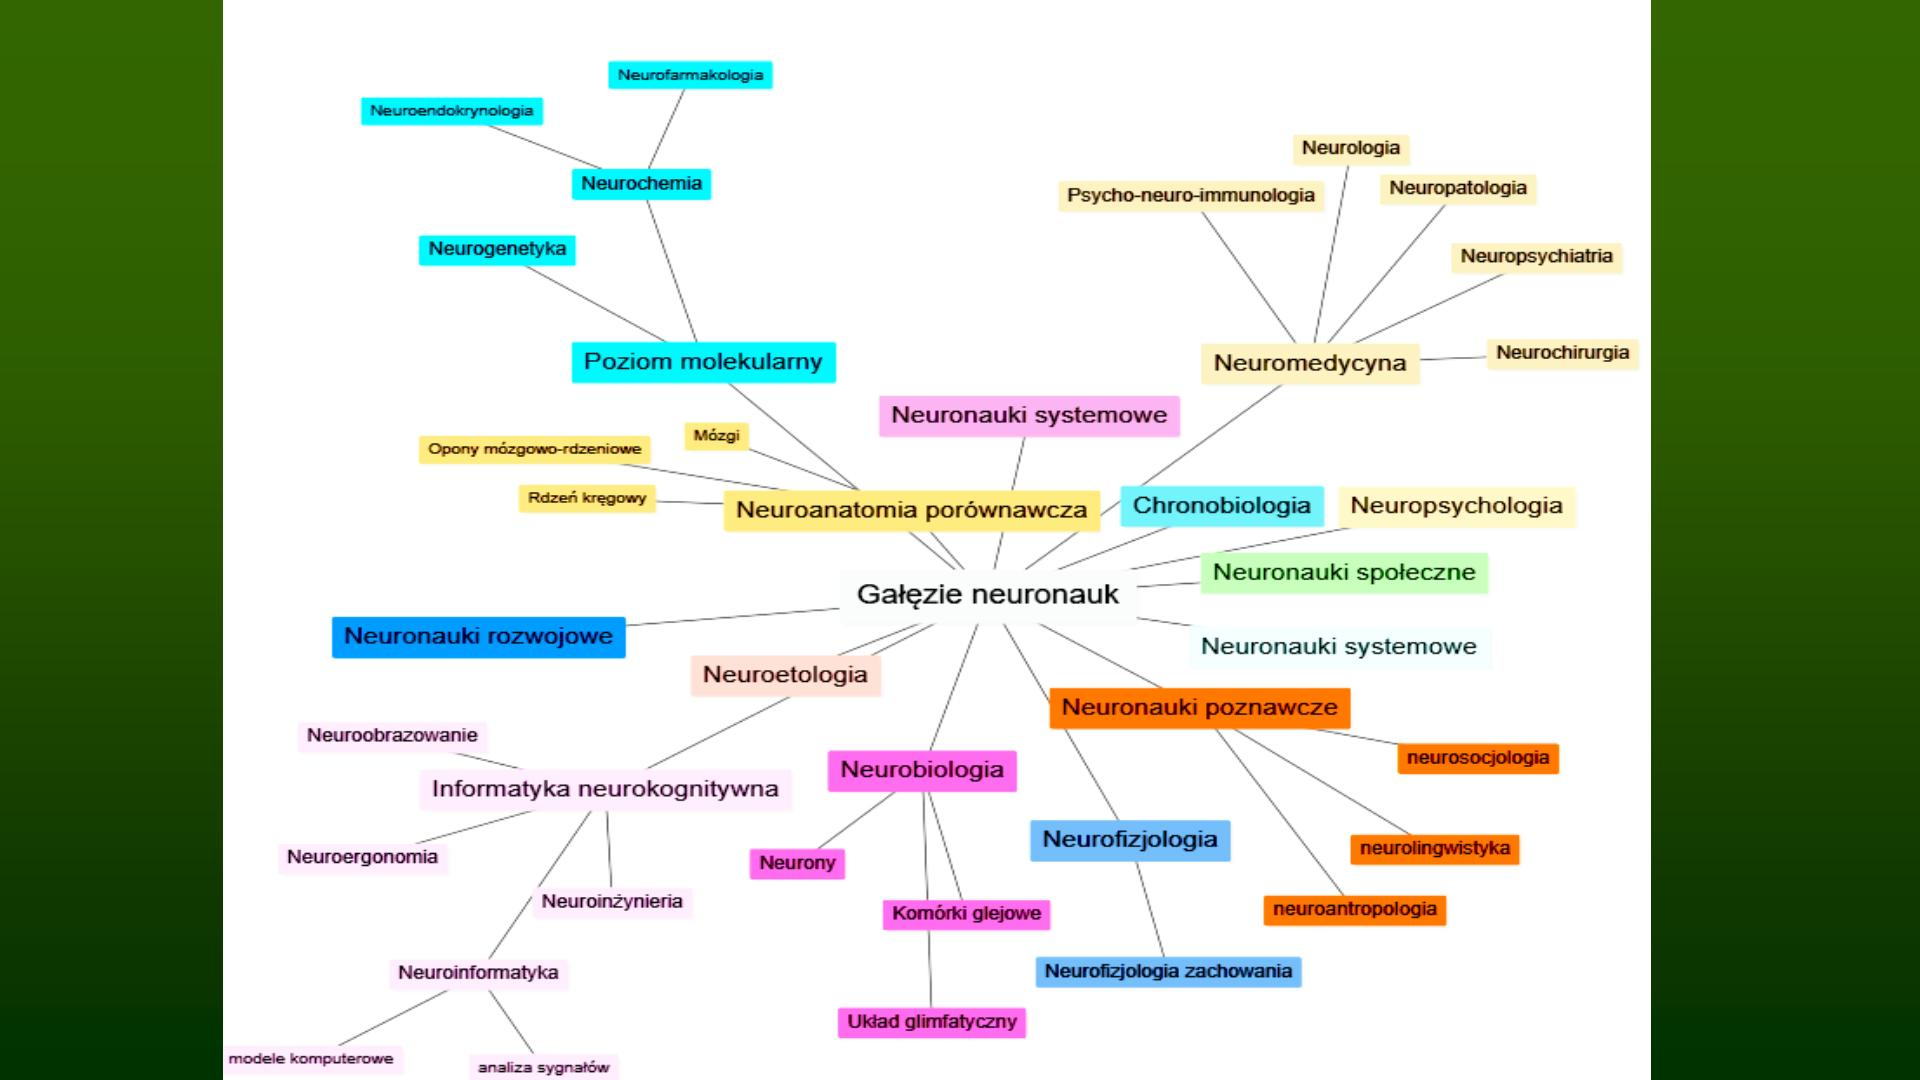 Neurofarmakologia
Neuroendokrynologia
Neurologia
Neurochemia
Psycho-neuro-immunologia
Neuropatologia
Neurogenetyka
Neuropsychiatria
Poziom molekularny
Neuromedycyna
Neurochirurgia
Neuronauki systemowe
Mózgi
Opony mózgowo-rdzeniowe
Rdzeń kręgowy
Neuroanatomia porównawcza
Chronobiologia
Neuropsychologia
Neuronauki społeczne
Gałęzie neuronauk
Neuronauki rozwojowe
Neuronauki systemowe
Neuroetologia
Neuronauki poznawcze
Neuroobrazowanie
neurosocjologia
Neurobiologia
Informatyka neurokognitywna
Neurofizjologia
neurolingwistyka
Neuroergonomia
Neurony
Neuroinżynieria
Komórki glejowe
neuroantropologia
Neuroinformatyka
Neurofizjologia zachowania
Układ glimfatyczny
modele komputerowe
analiza sygnałów